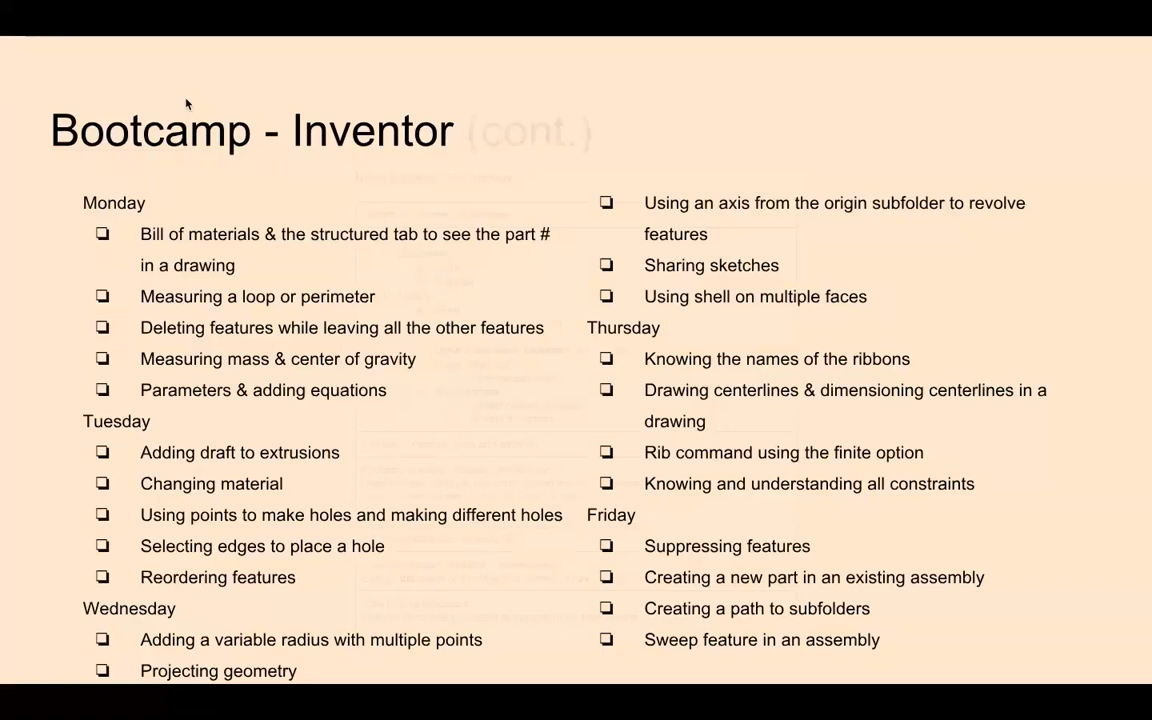 Bootcamp - Inventor (cont.)
Monday
❏ Bill of materials & the structured tab to see the part #
in a drawing
❏ Measuring a loop or perimeter
❏ Deleting features while leaving all the other features
❏ Measuring mass & center of gravity
❏ Parameters & adding equations
Tuesday
❏ Adding draft to extrusions
❏ Changing material
❏ Using points to make holes and making different holes
❏ Selecting edges to place a hole
❏ Reordering features
Wednesday
❏ Adding a variable radius with multiple points
❏ Projecting geometry
❏ Using an axis from the origin subfolder to revolve
features
❏ Sharing sketches
❏ Using shell on multiple faces
Thursday
❏ Knowing the names of the ribbons
❏ Drawing centerlines & dimensioning centerlines in a
drawing
❏ Rib command using the finite option
❏ Knowing and understanding all constraints
Friday
❏ Suppressing features
❏ Creating a new part in an existing assembly
❏ Creating a path to subfolders
❏ Sweep feature in an assembly